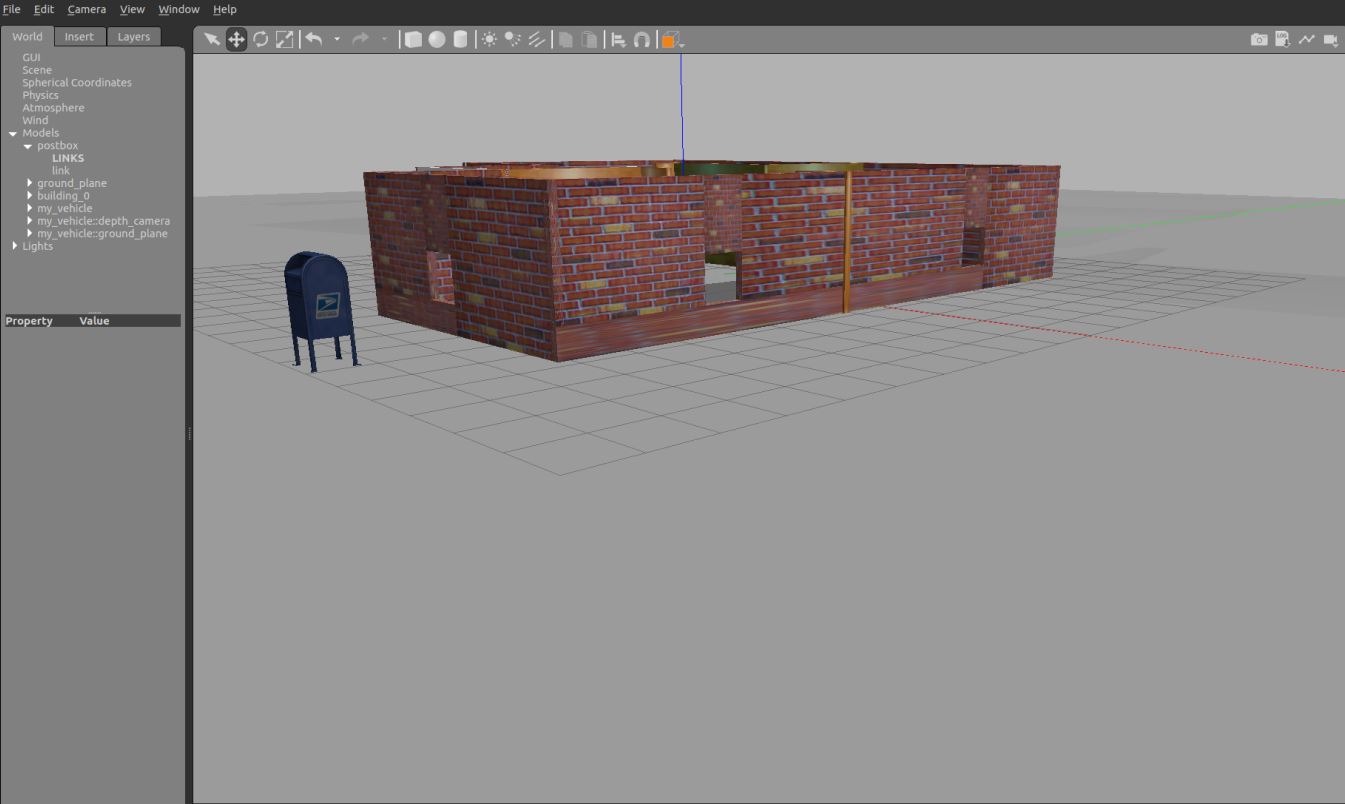 File Edit Camera View Window Help
World Insert Layers
GUI
Scene
Spherical Coordinates
Physics
Atmosphere
Wind
Models
postbox
LINKS
link
ground_plane
building_0
my_vehicle
my_vehicle::depth_camera
my_vehicle::ground_plane
Lights
Property Value
LOG